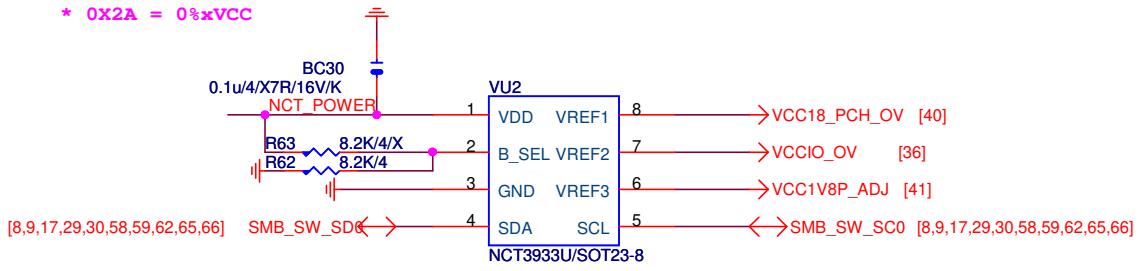 * 0X2A = 0%xVCC
BC30
0.1u/4/X7R/16V/K
NCT_POWER
VU2
1 VDD VREF1 8 VCC18_PCH_OV [40]
R63 8.2K/4/X
2 B_SEL VREF2 7 VCCIO_OV [36]
R62 8.2K/4
3 GND VREF3 6 VCC1V8P_ADJ [41]
[8,9,17,29,30,58,59,62,65,66] SMB_SW_SD0 4 SDA SCL 5 SMB_SW_SC0 [8,9,17,29,30,58,59,62,65,66]
NCT3933U/SOT23-8